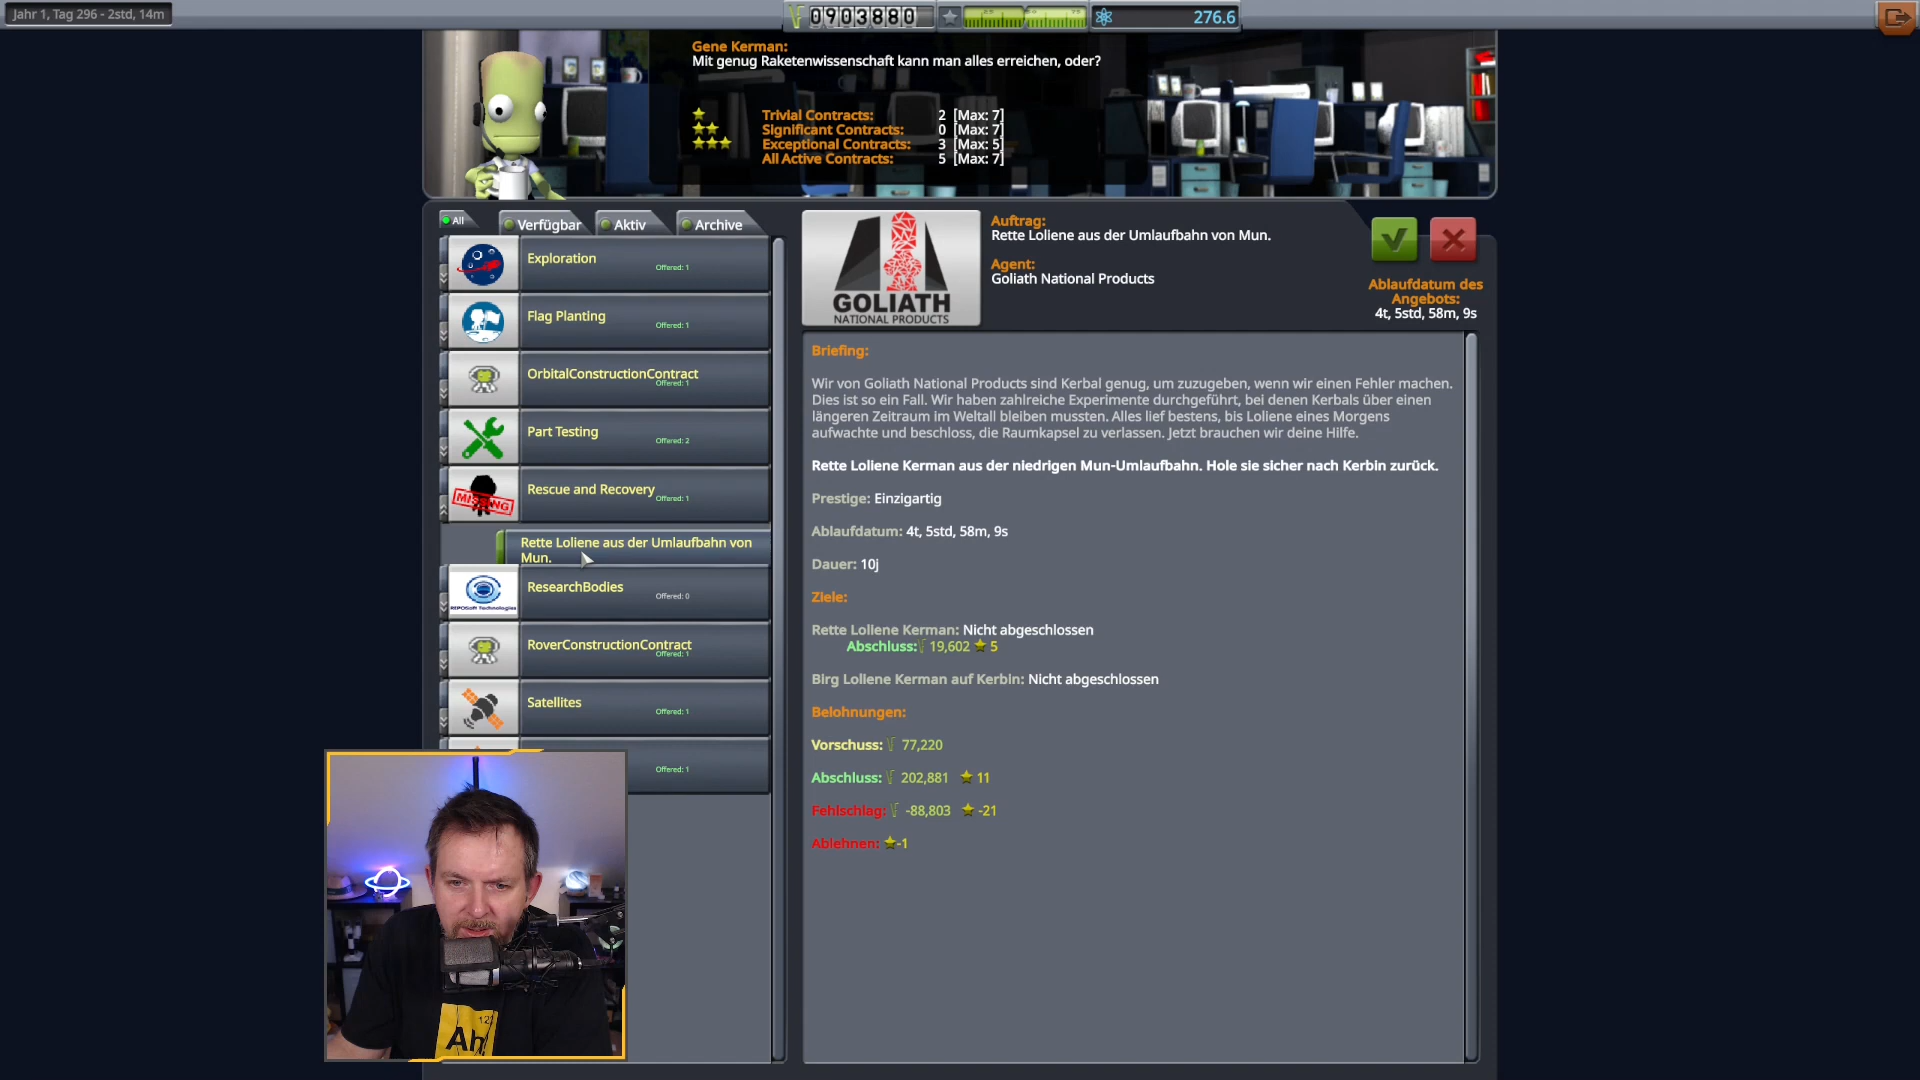 Jahr 1, Tag 296 - 2std, 14m
0903880
276.6
Gene Kerman:
Mit genug Raketenwissenschaft kann man alles erreichen, oder?
Trivial Contracts: 2 [Max: 7]
Significant Contracts: 0 [Max: 7]
Exceptional Contracts: 3 [Max: 5]
All Active Contracts: 5 [Max: 7]
All
Verfügbar
Aktiv
Archive
Exploration
Offered: 1
Flag Planting
Offered: 1
OrbitalConstructionContract
Offered: 1
Part Testing
Offered: 2
MISSING
Rescue and Recovery
Offered: 1
Rette Loliene aus der Umlaufbahn von
Mun.
ResearchBodies
Offered: 0
REPOSoft Technologies
RoverConstructionContract
Offered: 1
Satellites
Offered: 1
Offered: 1
GOLIATH
NATIONAL PRODUCTS
Auftrag:
Rette Loliene aus der Umlaufbahn von Mun.
Agent:
Goliath National Products
Ablaufdatum des
Angebots:
4t, 5std, 58m, 9s
Briefing:
Wir von Goliath National Products sind Kerbal genug, um zuzugeben, wenn wir einen Fehler machen.
Dies ist so ein Fall. Wir haben zahlreiche Experimente durchgeführt, bei denen Kerbals über einen
längeren Zeitraum im Weltall bleiben mussten. Alles lief bestens, bis Loliene eines Morgens
aufwachte und beschloss, die Raumkapsel zu verlassen. Jetzt brauchen wir deine Hilfe.
Rette Loliene Kerman aus der niedrigen Mun-Umlaufbahn. Hole sie sicher nach Kerbin zurück.
Prestige: Einzigartig
Ablaufdatum: 4t, 5std, 58m, 9s
Dauer: 10j
Ziele:
Rette Loliene Kerman: Nicht abgeschlossen
Abschluss: 19,602 5
Birg Loliene Kerman auf Kerbin: Nicht abgeschlossen
Belohnungen:
Vorschuss: 77,220
Abschluss: 202,881 11
Fehlschlag: -88,803 -21
Ablehnen: -1
Ah